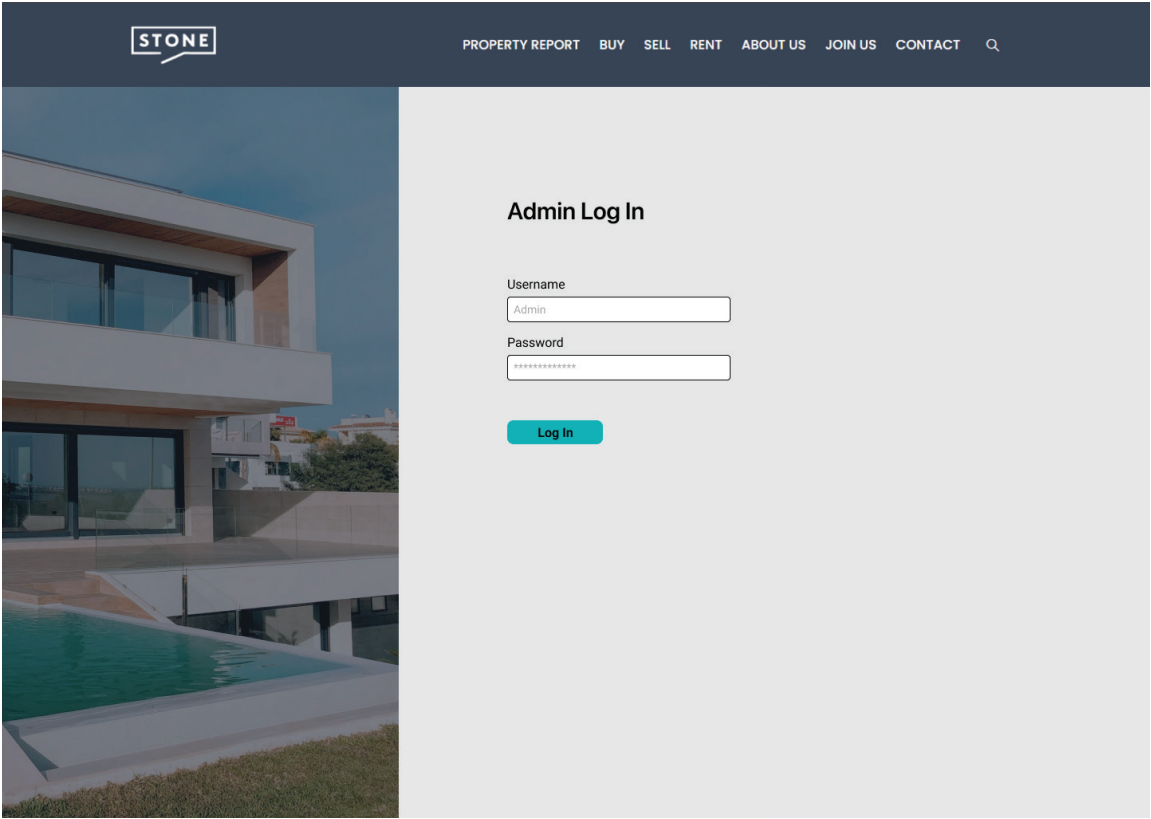 STONE
PROPERTY REPORT BUY SELL RENT ABOUT US JOIN US CONTACT
Admin Log In
Username
Admin
Password
*************
Log In